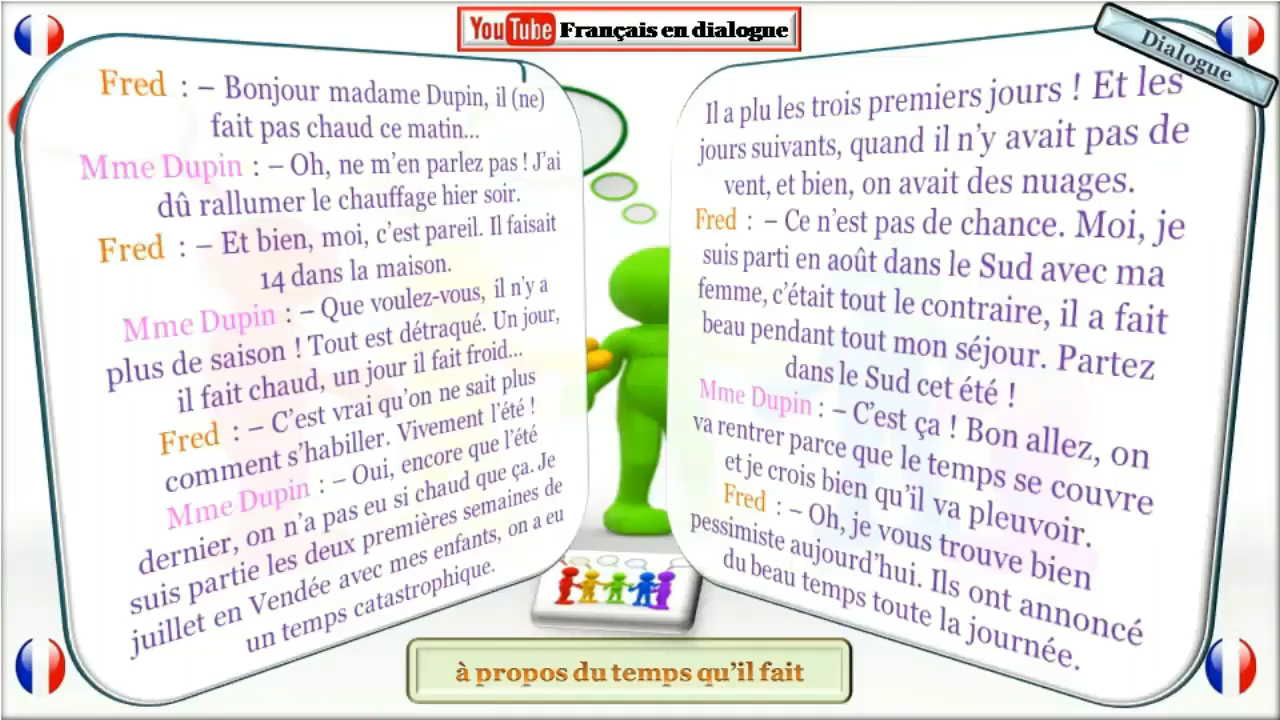 YouTube Français en dialogue
Dialogue
Fred : – Bonjour madame Dupin, il (ne)
fait pas chaud ce matin...
Mme Dupin : – Oh, ne m'en parlez pas ! J'ai
dû rallumer le chauffage hier soir.
Fred : – Et bien, moi, c'est pareil. Il faisait
14 dans la maison.
Mme Dupin : – Que voulez-vous, il n'y a
plus de saison ! Tout est détraqué. Un jour,
il fait chaud, un jour il fait froid...
Fred : – C'est vrai qu'on ne sait plus
comment s'habiller. Vivement l'été !
Mme Dupin : – Oui, encore que l'été
dernier, on n'a pas eu si chaud que ça. Je
suis partie les deux premières semaines de
juillet en Vendée avec mes enfants, on a eu
un temps catastrophique.
Il a plu les trois premiers jours ! Et les
jours suivants, quand il n'y avait pas de
vent, et bien, on avait des nuages.
Fred : – Ce n'est pas de chance. Moi, je
suis parti en août dans le Sud avec ma
femme, c'était tout le contraire, il a fait
beau pendant tout mon séjour. Partez
dans le Sud cet été !
Mme Dupin : – C'est ça ! Bon allez, on
va rentrer parce que le temps se couvre
et je crois bien qu'il va pleuvoir.
Fred : – Oh, je vous trouve bien
pessimiste aujourd'hui. Ils ont annoncé
du beau temps toute la journée.
à propos du temps qu'il fait